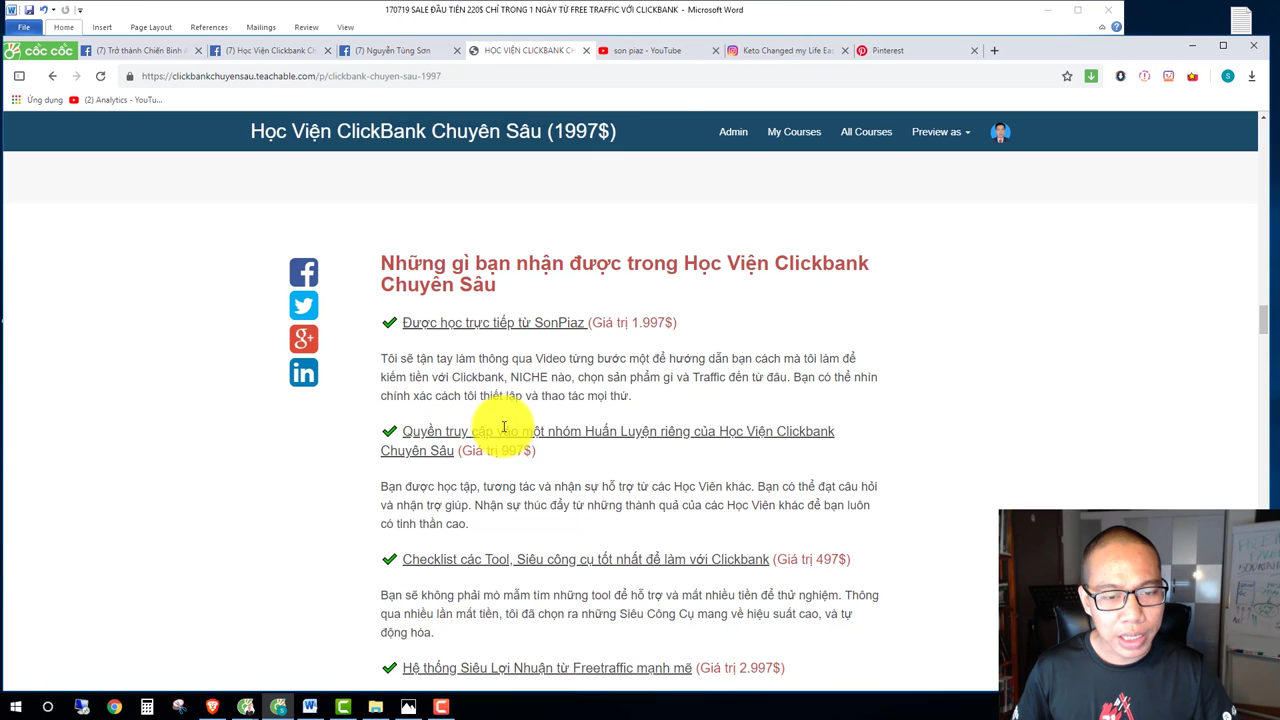 170719 SALE ĐẦU TIÊN 220$ CHỈ TRONG 1 NGÀY TỪ FREE TRAFFIC VỚI CLICKBANK - Microsoft Word
File Home Insert Page Layout References Mailings Review View
CỐC CỐC (7) Trở thành Chiến Binh A (7) Học Viện Clickbank Ch (7) Nguyễn Tùng Sơn HỌC VIỆN CLICKBANK CH son piaz - YouTube Keto Changed my Life Ea Pinterest
https://clickbankchuyensau.teachable.com/p/clickbank-chuyen-sau-1997
Ứng dụng (2) Analytics - YouTu...
Học Viện ClickBank Chuyên Sâu (1997$) Admin My Courses All Courses Preview as
Những gì bạn nhận được trong Học Viện Clickbank
Chuyên Sâu
Được học trực tiếp từ SonPiaz (Giá trị 1.997$)
Tôi sẽ tận tay làm thông qua Video từng bước một để hướng dẫn bạn cách mà tôi làm để
kiếm tiền với Clickbank, NICHE nào, chọn sản phẩm gì và Traffic đến từ đâu. Bạn có thể nhìn
chính xác cách tôi thiết lập và thao tác mọi thứ.
Quyền truy cập vào một nhóm Huấn Luyện riêng của Học Viện Clickbank
Chuyên Sâu (Giá trị 997$)
Bạn được học tập, tương tác và nhận sự hỗ trợ từ các Học Viên khác. Bạn có thể đạt câu hỏi
và nhận trợ giúp. Nhận sự thúc đẩy từ những thành quả của các Học Viên khác để bạn luôn
có tinh thần cao.
Checklist các Tool, Siêu công cụ tốt nhất để làm với Clickbank (Giá trị 497$)
Bạn sẽ không phải mò mẫm tìm những tool để hỗ trợ và mất nhiều tiền để thử nghiệm. Thông
qua nhiều lần mất tiền, tôi đã chọn ra những Siêu Công Cụ mang về hiệu suất cao, và tự
động hóa.
Hệ thống Siêu Lợi Nhuận từ Freetraffic mạnh mẽ (Giá trị 2.997$)